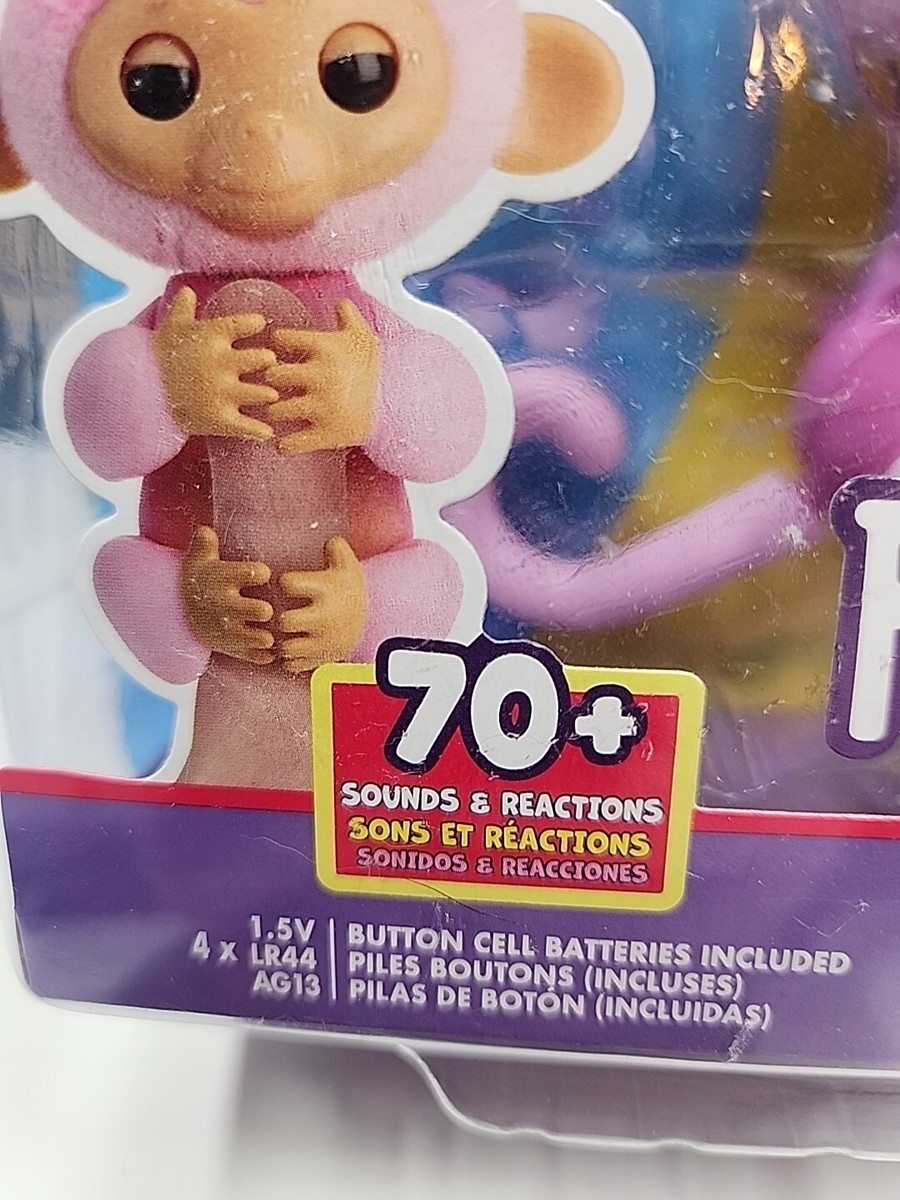 70+
SOUNDS & REACTIONS
SONS ET RÉACTIONS
SONIDOS & REACCIONES
4 x 1.5V LR44 AG13
BUTTON CELL BATTERIES INCLUDED
PILES BOUTONS (INCLUSES)
PILAS DE BOTÓN (INCLUIDAS)